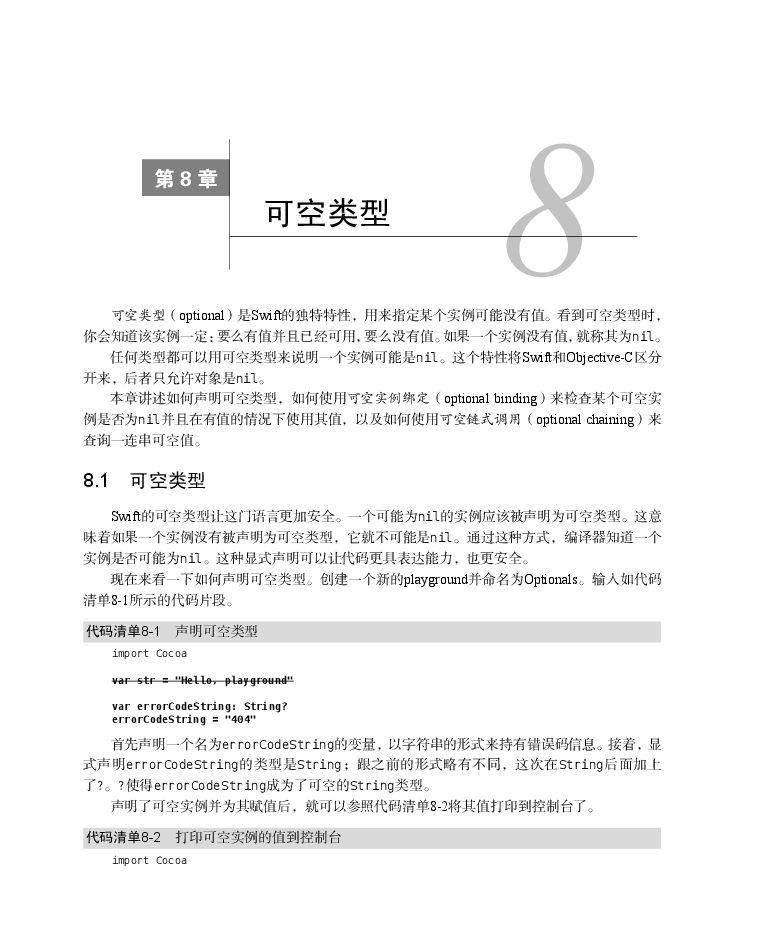 第 8 章
8
可空类型
可空类型（optional）是Swift的独特特性，用来指定某个实例可能没有值。看到可空类型时，
你会知道该实例一定：要么有值并且已经可用，要么没有值。如果一个实例没有值，就称其为nil。
任何类型都可以用可空类型来说明一个实例可能是nil。这个特性将Swift和Objective-C区分
开来，后者只允许对象是nil。
本章讲述如何声明可空类型，如何使用可空实例绑定（optional binding）来检查某个可空实
例是否为nil并且在有值的情况下使用其值，以及如何使用可空链式调用（optional chaining）来
查询一连串可空值。
8.1 可空类型
Swift的可空类型让这门语言更加安全。一个可能为nil的实例应该被声明为可空类型。这意
味着如果一个实例没有被声明为可空类型，它就不可能是nil。通过这种方式，编译器知道一个
实例是否可能为nil。这种显式声明可以让代码更具表达能力，也更安全。
现在来看一下如何声明可空类型。创建一个新的playground并命名为Optionals。输入如代码
清单8-1所示的代码片段。
代码清单8-1 声明可空类型
import Cocoa
var str = "Hello, playground"
var errorCodeString: String?
errorCodeString = "404"
首先声明一个名为errorCodeString的变量，以字符串的形式来持有错误码信息。接着，显
式声明errorCodeString的类型是String；跟之前的形式略有不同，这次在String后面加上
了?。?使得errorCodeString成为了可空的String类型。
声明了可空实例并为其赋值后，就可以参照代码清单8-2将其值打印到控制台了。
代码清单8-2 打印可空实例的值到控制台
import Cocoa